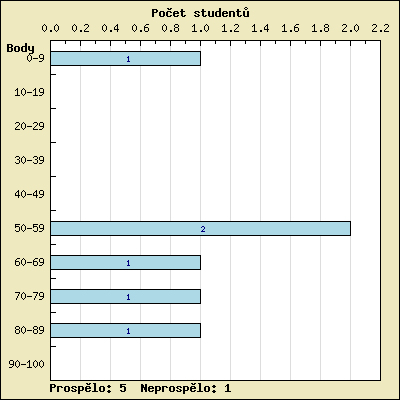 Počet studentů
0.0 0.2 0.4 0.6 0.8 1.0 1.2 1.4 1.6 1.8 2.0 2.2
Body
0-9 1
10-19
20-29
30-39
40-49
50-59 2
60-69 1
70-79 1
80-89 1
90-100
Prospělo: 5 Neprospělo: 1